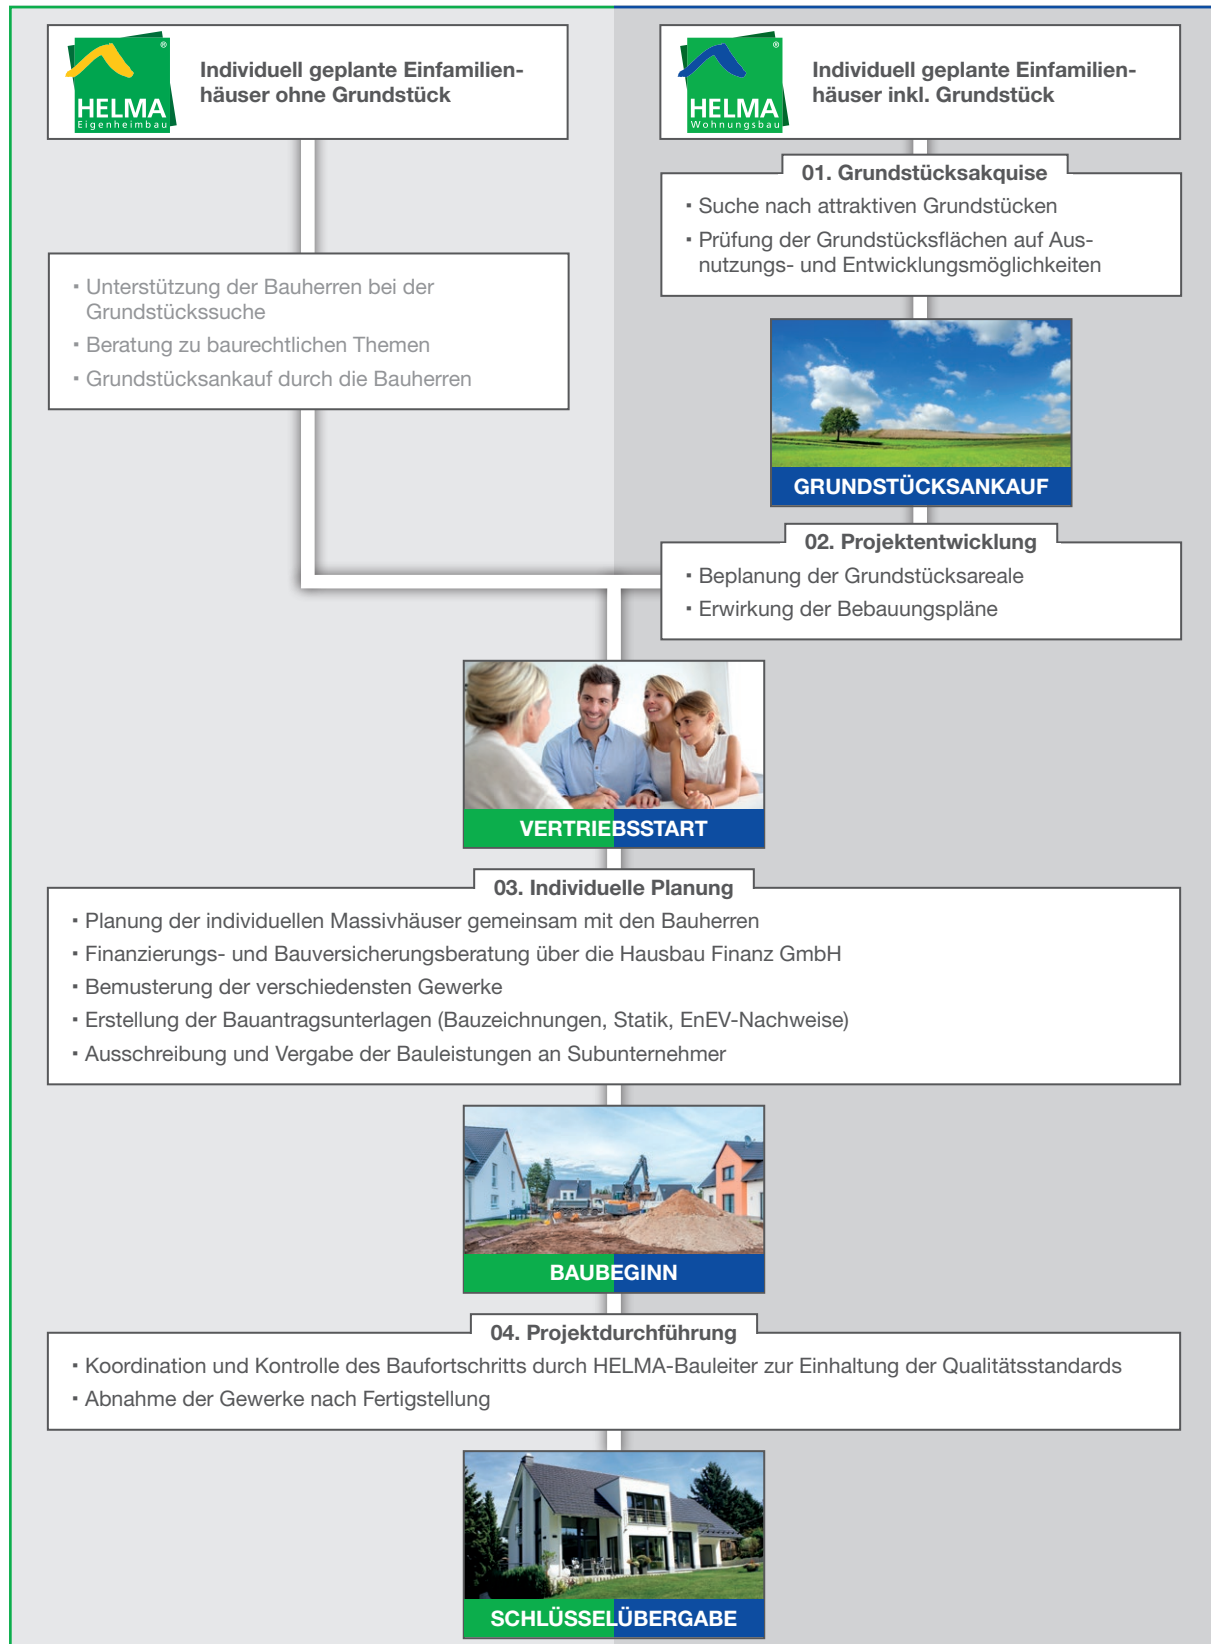 HELMA
Eigenheimbau
®
Individuell geplante Einfamilien-
häuser ohne Grundstück
HELMA
Wohnungsbau
®
Individuell geplante Einfamilien-
häuser inkl. Grundstück
01. Grundstücksakquise
▪ Suche nach attraktiven Grundstücken
▪ Prüfung der Grundstücksflächen auf Aus-
nutzungs- und Entwicklungsmöglichkeiten
▪ Unterstützung der Bauherren bei der
Grundstückssuche
▪ Beratung zu baurechtlichen Themen
▪ Grundstücksankauf durch die Bauherren
GRUNDSTÜCKSANKAUF
02. Projektentwicklung
▪ Beplanung der Grundstücksareale
▪ Erwirkung der Bebauungspläne
VERTRIEBSSTART
03. Individuelle Planung
▪ Planung der individuellen Massivhäuser gemeinsam mit den Bauherren
▪ Finanzierungs- und Bauversicherungsberatung über die Hausbau Finanz GmbH
▪ Bemusterung der verschiedensten Gewerke
▪ Erstellung der Bauantragsunterlagen (Bauzeichnungen, Statik, EnEV-Nachweise)
▪ Ausschreibung und Vergabe der Bauleistungen an Subunternehmer
BAUBEGINN
04. Projektdurchführung
▪ Koordination und Kontrolle des Baufortschritts durch HELMA-Bauleiter zur Einhaltung der Qualitätsstandards
▪ Abnahme der Gewerke nach Fertigstellung
SCHLÜSSELÜBERGABE